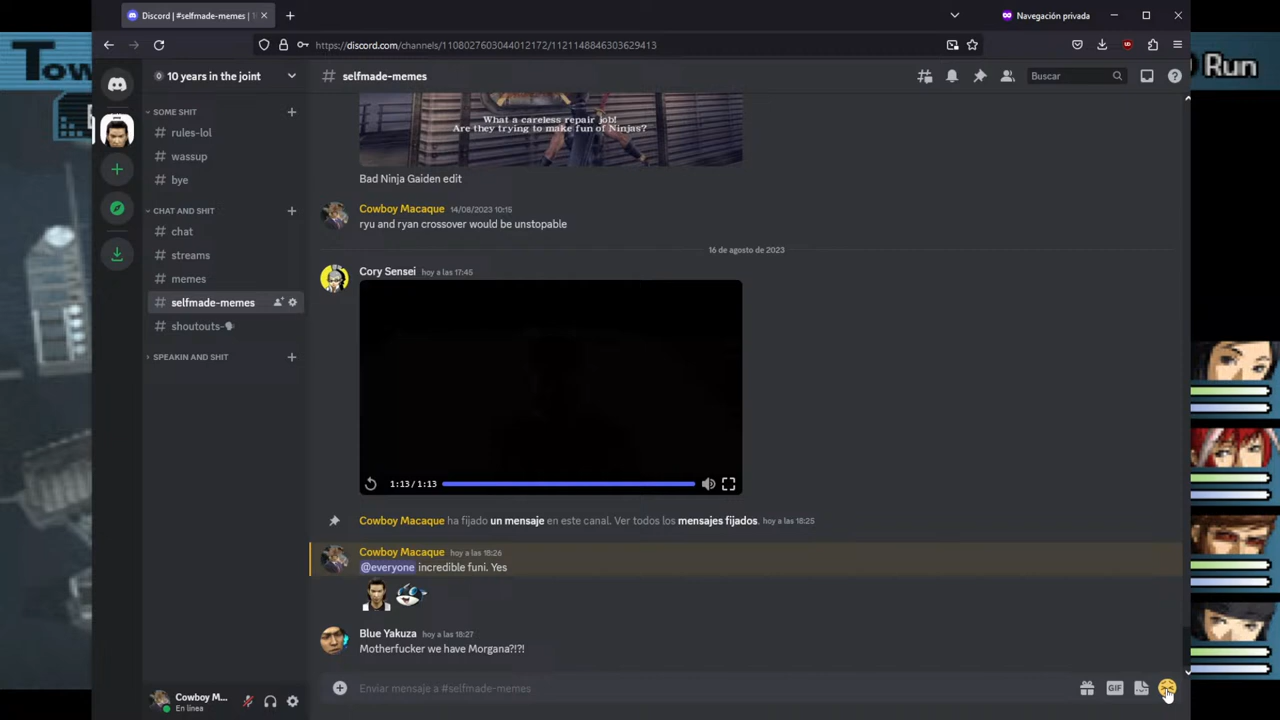 Discord | #selfmade-memes | 1
Navegación privada
https://discord.com/channels/1108027603044012172/1121148846303629413
Tow
Run
10 years in the joint
# selfmade-memes
Buscar
SOME SHIT
# rules-lol
# wassup
# bye
CHAT AND SHIT
# chat
# streams
# memes
# selfmade-memes
# shoutouts-🗣
SPEAKIN AND SHIT
What a careless repair job!
Are they trying to make fun of Ninjas?
Bad Ninja Gaiden edit
Cowboy Macaque 14/08/2023 10:15
ryu and ryan crossover would be unstopable
16 de agosto de 2023
Cory Sensei hoy a las 17:45
1:13/1:13
Cowboy Macaque ha fijado un mensaje en este canal. Ver todos los mensajes fijados. hoy a las 18:25
Cowboy Macaque hoy a las 18:26
@everyone incredible funi. Yes
Blue Yakuza hoy a las 18:27
Motherfucker we have Morgana?!?!
Cowboy M...
En línea
Enviar mensaje a #selfmade-memes
GIF